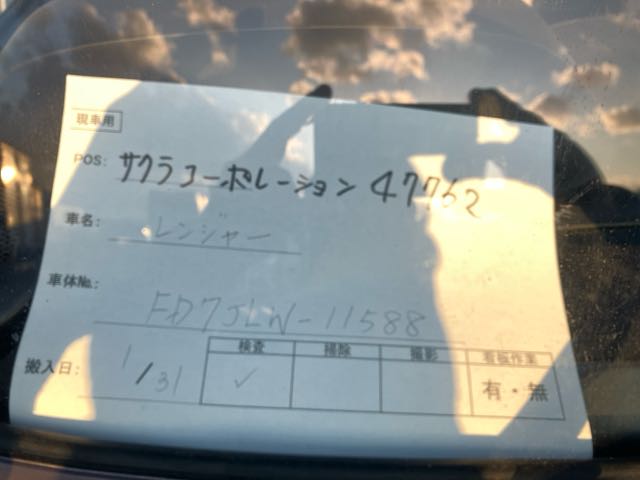 現車用
POS: サクラコーポレーション 47762
車名: レンジャー
車体No.: FD7JLW-11588
搬入日: 1/31
検査 掃除 撮影 看板作業
✓ 有・無